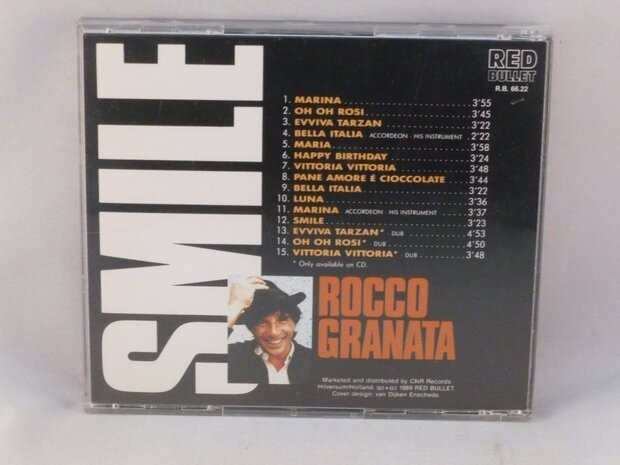 SMILE
RED
BULLET
R.B. 66.22
1. MARINA 3'55
2. OH OH ROSI 3'45
3. EVVIVA TARZAN 3'22
4. BELLA ITALIA ACCORDEON · HIS INSTRUMENT 2'22
5. MARIA 3'58
6. HAPPY BIRTHDAY 3'24
7. VITTORIA VITTORIA 3'48
8. PANE AMORE É CIOCCOLATE 3'44
9. BELLA ITALIA 3'22
10. LUNA 3'36
11. MARINA ACCORDEON · HIS INSTRUMENT 3'37
12. SMILE 3'23
13. EVVIVA TARZAN* DUB 4'53
14. OH OH ROSI* DUB 4'50
15. VITTORIA VITTORIA* DUB 3'48
* Only available on CD.
ROCCO
GRANATA
Marketed and distributed by CNR Records
Hilversum/Holland. (p)+(c) 1989 RED BULLET.
Cover design: van Dijken Enschede.